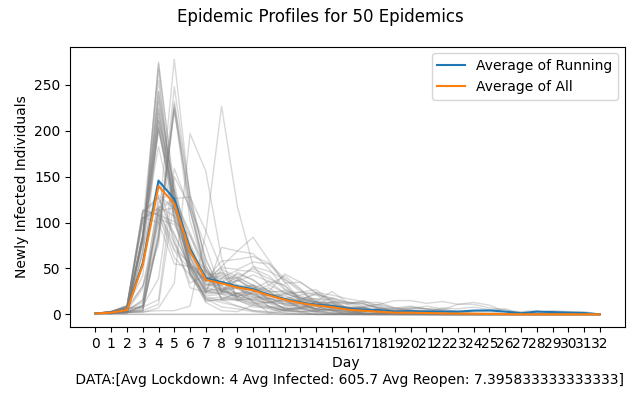 Epidemic Profiles for 50 Epidemics
Average of Running
Average of All
Newly Infected Individuals
250
200
150
100
50
0
0 1 2 3 4 5 6 7 8 9 10 11 12 13 14 15 16 17 18 19 20 21 22 23 24 25 26 27 28 29 30 31 32
Day
DATA:[Avg Lockdown: 4 Avg Infected: 605.7 Avg Reopen: 7.395833333333333]